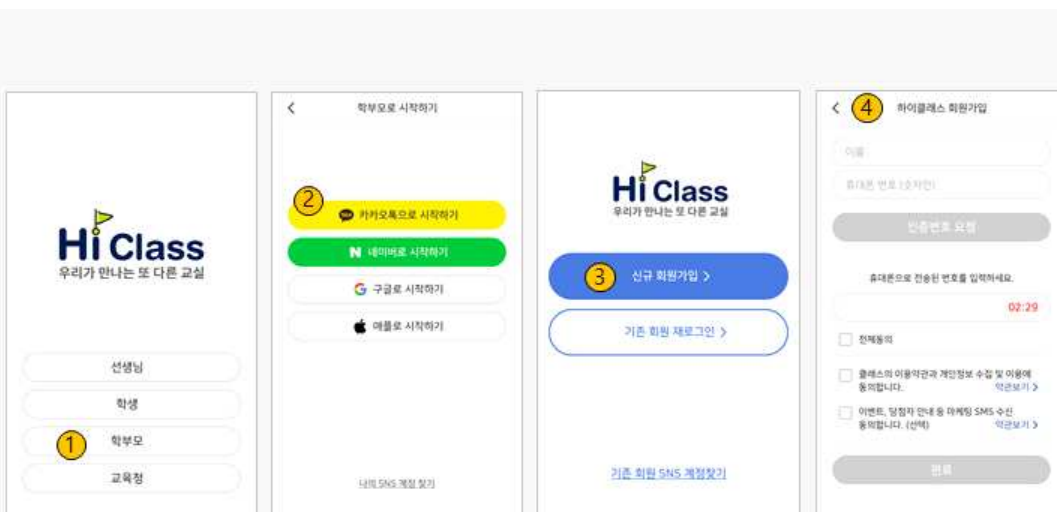 Hi Class
우리가 만나는 또 다른 교실
선생님
학생
1
학부모
교육청
학부모로 시작하기
2
카카오톡으로 시작하기
N 네이버로 시작하기
G 구글로 시작하기
애플로 시작하기
나의 SNS 계정 찾기
Hi Class
우리가 만나는 또 다른 교실
3
신규 회원가입 >
기존 회원 재로그인 >
기존 회원 SNS 계정찾기
4
하이클래스 회원가입
이름
휴대폰 번호 (숫자만)
인증번호 요청
휴대폰으로 전송된 번호를 입력하세요.
02:29
전체동의
클래스의 이용약관과 개인정보 수집 및 이용에
동의합니다. 약관보기 >
이벤트, 당첨자 안내 등 마케팅 SMS 수신
동의합니다. (선택) 약관보기 >
완료